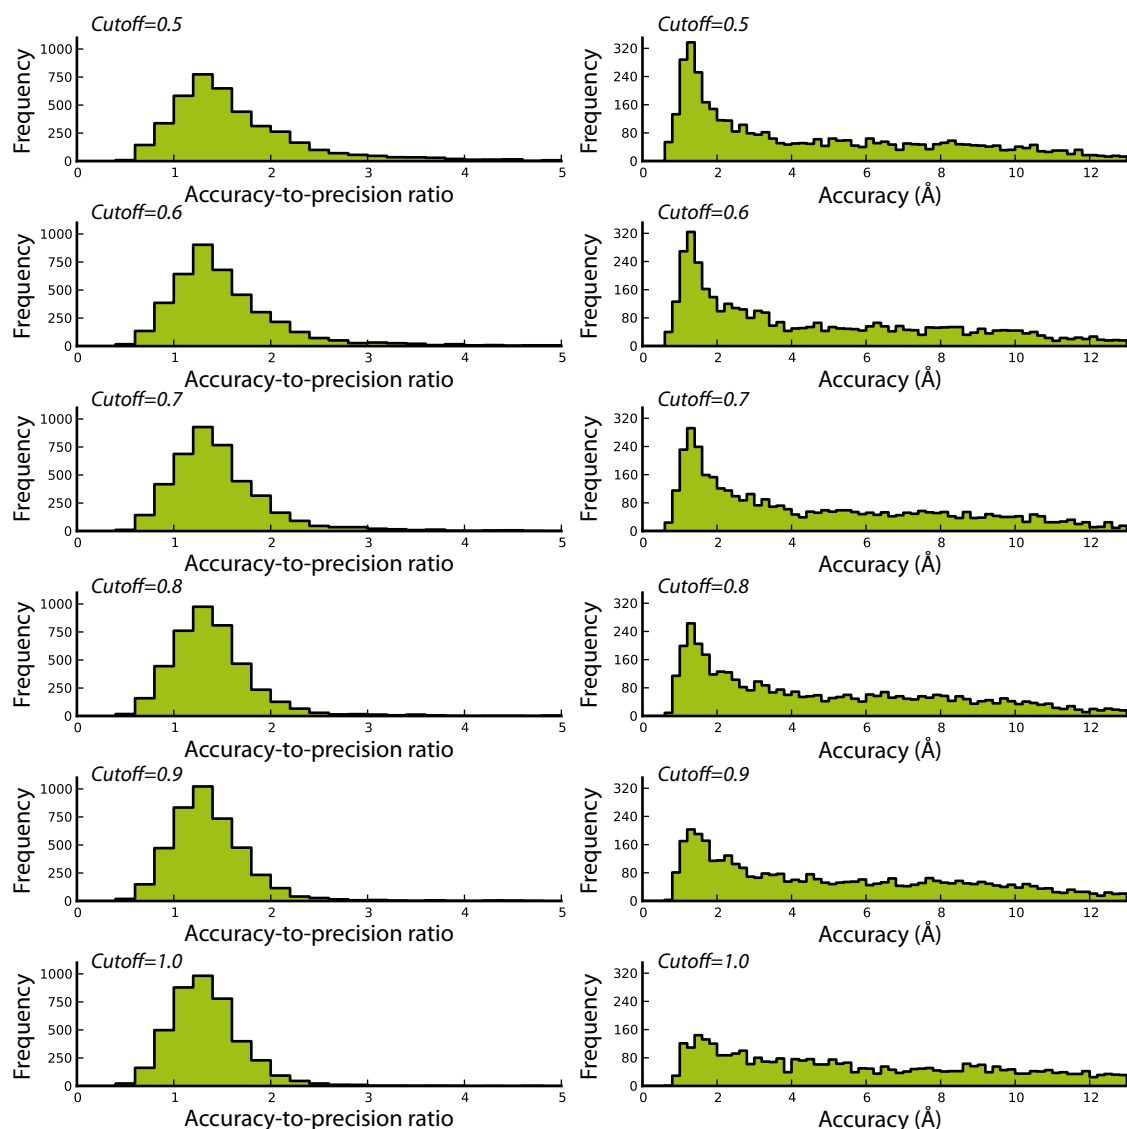 Cutoff=0.5
Frequency
1000
750
500
250
0
0 1 2 3 4 5
Accuracy-to-precision ratio
Cutoff=0.5
Frequency
320
240
160
80
0
0 2 4 6 8 10 12
Accuracy (Å)
Cutoff=0.6
Frequency
1000
750
500
250
0
0 1 2 3 4 5
Accuracy-to-precision ratio
Cutoff=0.6
Frequency
320
240
160
80
0
0 2 4 6 8 10 12
Accuracy (Å)
Cutoff=0.7
Frequency
1000
750
500
250
0
0 1 2 3 4 5
Accuracy-to-precision ratio
Cutoff=0.7
Frequency
320
240
160
80
0
0 2 4 6 8 10 12
Accuracy (Å)
Cutoff=0.8
Frequency
1000
750
500
250
0
0 1 2 3 4 5
Accuracy-to-precision ratio
Cutoff=0.8
Frequency
320
240
160
80
0
0 2 4 6 8 10 12
Accuracy (Å)
Cutoff=0.9
Frequency
1000
750
500
250
0
0 1 2 3 4 5
Accuracy-to-precision ratio
Cutoff=0.9
Frequency
320
240
160
80
0
0 2 4 6 8 10 12
Accuracy (Å)
Cutoff=1.0
Frequency
1000
750
500
250
0
0 1 2 3 4 5
Accuracy-to-precision ratio
Cutoff=1.0
Frequency
320
240
160
80
0
0 2 4 6 8 10 12
Accuracy (Å)